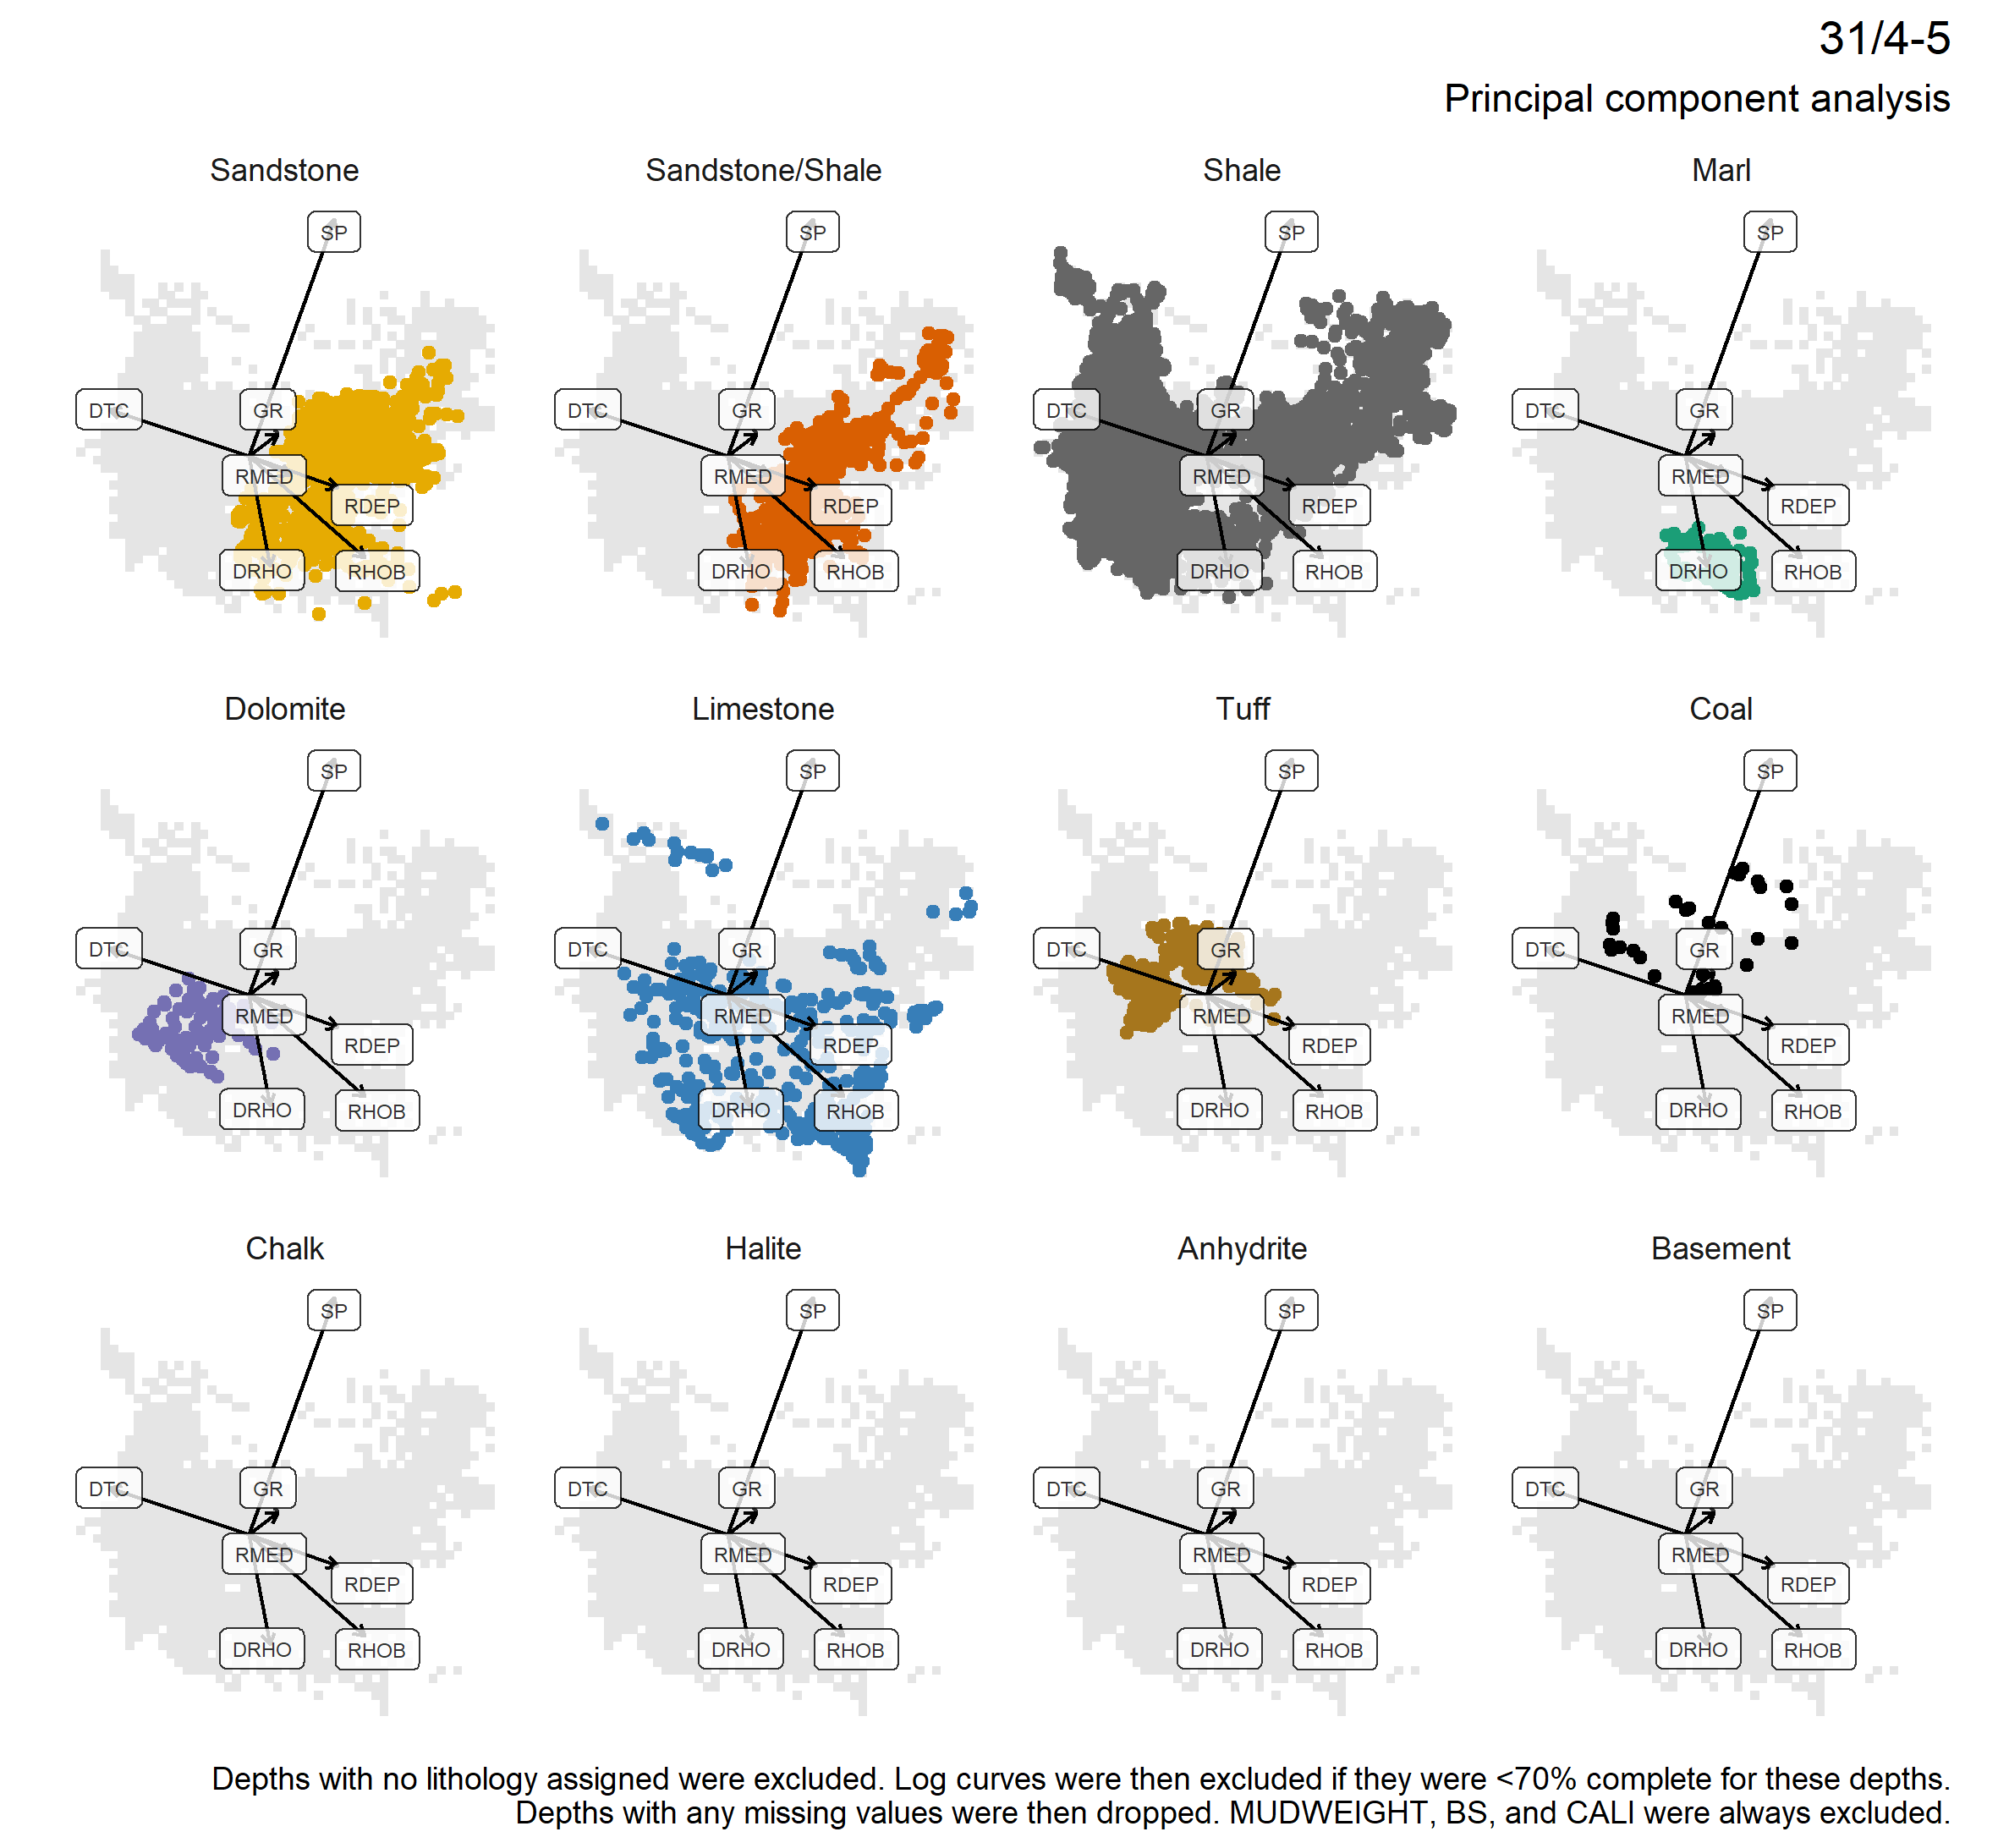 31/4-5
Principal component analysis
Sandstone
Sandstone/Shale
Shale
Marl
SP
SP
SP
SP
DTC
GR
DTC
GR
DTC
GR
DTC
GR
RMED
RMED
RMED
RMED
RDEP
RDEP
RDEP
RDEP
DRHO
RHOB
DRHO
RHOB
DRHO
RHOB
DRHO
RHOB
Dolomite
Limestone
Tuff
Coal
SP
SP
SP
SP
DTC
GR
DTC
GR
DTC
GR
DTC
GR
RMED
RMED
RMED
RMED
RDEP
RDEP
RDEP
RDEP
DRHO
RHOB
DRHO
RHOB
DRHO
RHOB
DRHO
RHOB
Chalk
Halite
Anhydrite
Basement
SP
SP
SP
SP
DTC
GR
DTC
GR
DTC
GR
DTC
GR
RMED
RMED
RMED
RMED
RDEP
RDEP
RDEP
RDEP
DRHO
RHOB
DRHO
RHOB
DRHO
RHOB
DRHO
RHOB
Depths with no lithology assigned were excluded. Log curves were then excluded if they were <70% complete for these depths.
Depths with any missing values were then dropped. MUDWEIGHT, BS, and CALI were always excluded.